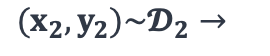 (x₂, y₂)~𝒟₂ →